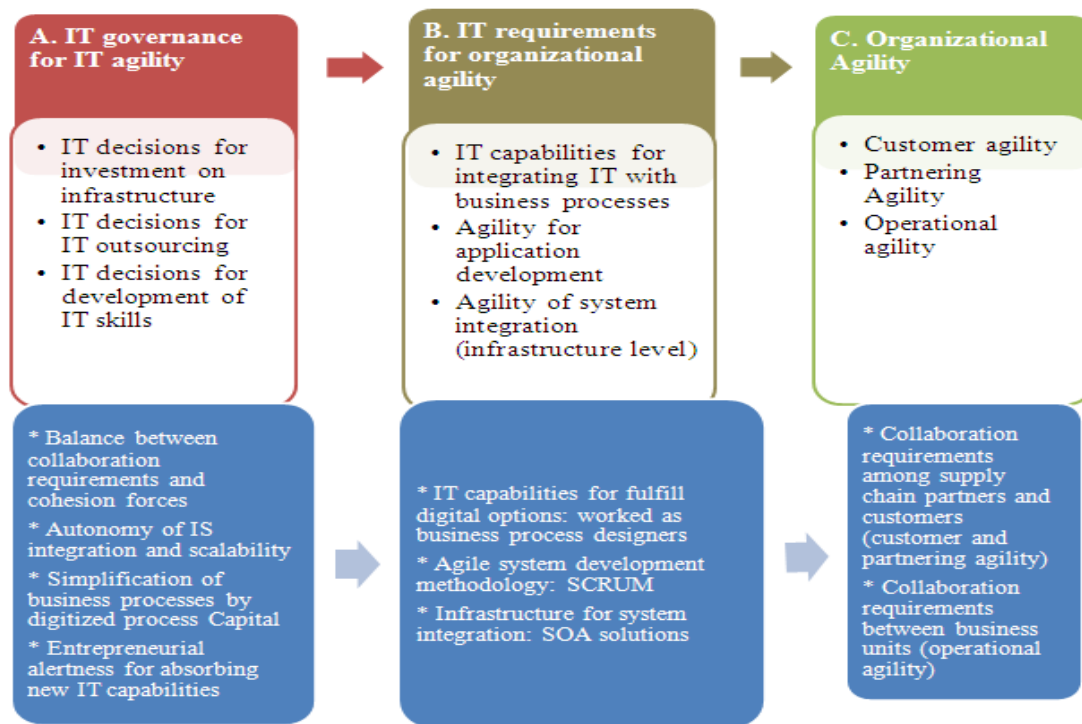 A. IT governance
for IT agility
• IT decisions for
investment on
infrastructure
• IT decisions for
IT outsourcing
• IT decisions for
development of
IT skills
B. IT requirements
for organizational
agility
• IT capabilities for
integrating IT with
business processes
• Agility for
application
development
• Agility of system
integration
(infrastructure level)
C. Organizational
Agility
• Customer agility
• Partnering
Agility
• Operational
agility
* Balance between
collaboration
requirements and
cohesion forces
* Autonomy of IS
integration and scalability
* Simplification of
business processes by
digitized process Capital
* Entrepreneurial
alertness for absorbing
new IT capabilities
* IT capabilities for fulfill
digital options: worked as
business process designers
* Agile system development
methodology: SCRUM
* Infrastructure for system
integration: SOA solutions
* Collaboration
requirements
among supply
chain partners and
customers
(customer and
partnering agility)
* Collaboration
requirements
between business
units (operational
agility)